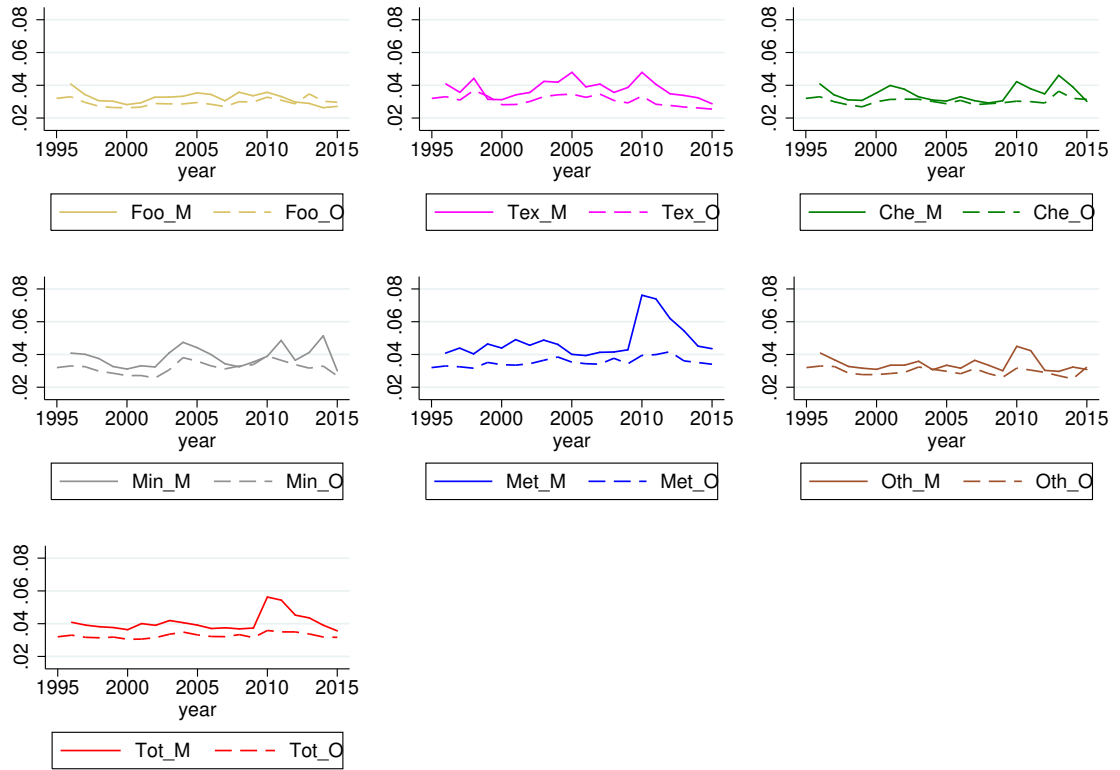 .02 .04 .06 .08
1995 2000 2005 2010 2015
year
Foo_M Foo_O
.02 .04 .06 .08
1995 2000 2005 2010 2015
year
Tex_M Tex_O
.02 .04 .06 .08
1995 2000 2005 2010 2015
year
Che_M Che_O
.02 .04 .06 .08
1995 2000 2005 2010 2015
year
Min_M Min_O
.02 .04 .06 .08
1995 2000 2005 2010 2015
year
Met_M Met_O
.02 .04 .06 .08
1995 2000 2005 2010 2015
year
Oth_M Oth_O
.02 .04 .06 .08
1995 2000 2005 2010 2015
year
Tot_M Tot_O